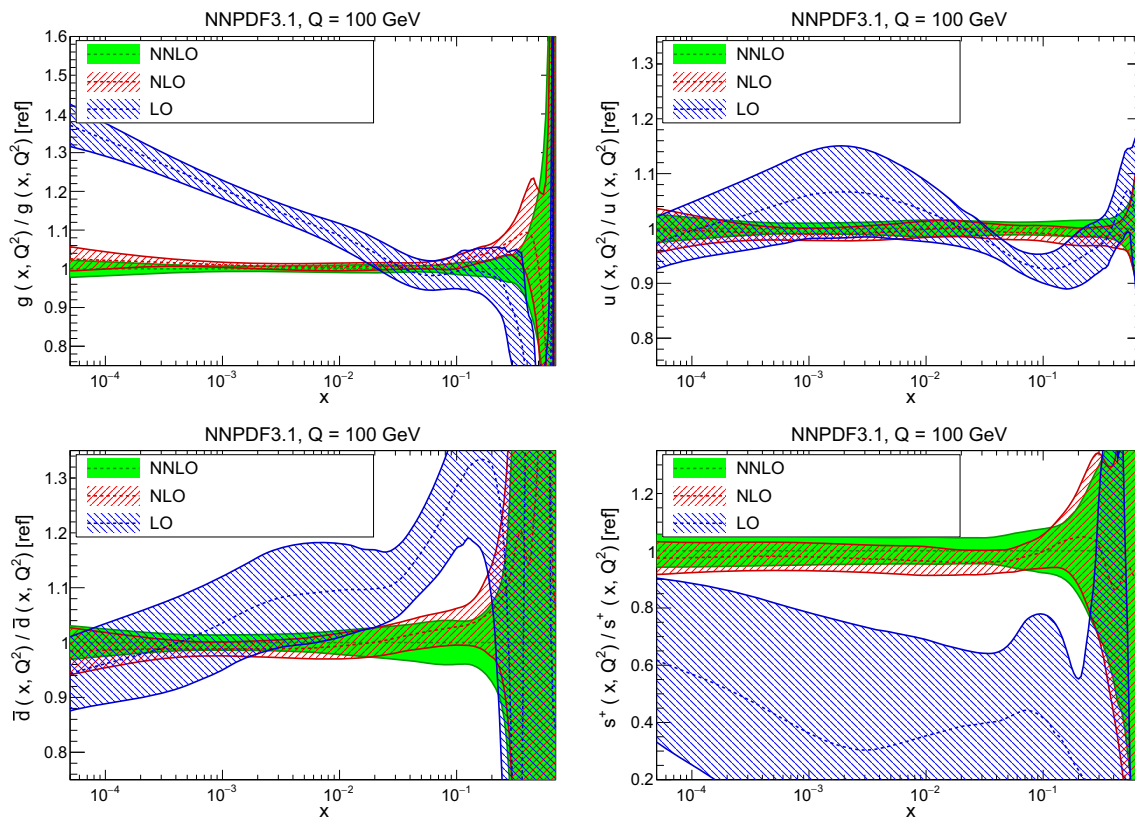 NNPDF3.1, Q = 100 GeV
g ( x, Q²) / g ( x, Q²) [ref]
1.6
1.5
1.4
1.3
1.2
1.1
1
0.9
0.8
NNLO
NLO
LO
10⁻⁴
10⁻³
10⁻²
10⁻¹
x
NNPDF3.1, Q = 100 GeV
u ( x, Q²) / u ( x, Q²) [ref]
1.3
1.2
1.1
1
0.9
0.8
NNLO
NLO
LO
10⁻⁴
10⁻³
10⁻²
10⁻¹
x
NNPDF3.1, Q = 100 GeV
d̅ ( x, Q²) / d̅ ( x, Q²) [ref]
1.3
1.2
1.1
1
0.9
0.8
NNLO
NLO
LO
10⁻⁴
10⁻³
10⁻²
10⁻¹
x
NNPDF3.1, Q = 100 GeV
s⁺ ( x, Q²) / s⁺ ( x, Q²) [ref]
1.2
1
0.8
0.6
0.4
0.2
NNLO
NLO
LO
10⁻⁴
10⁻³
10⁻²
10⁻¹
x